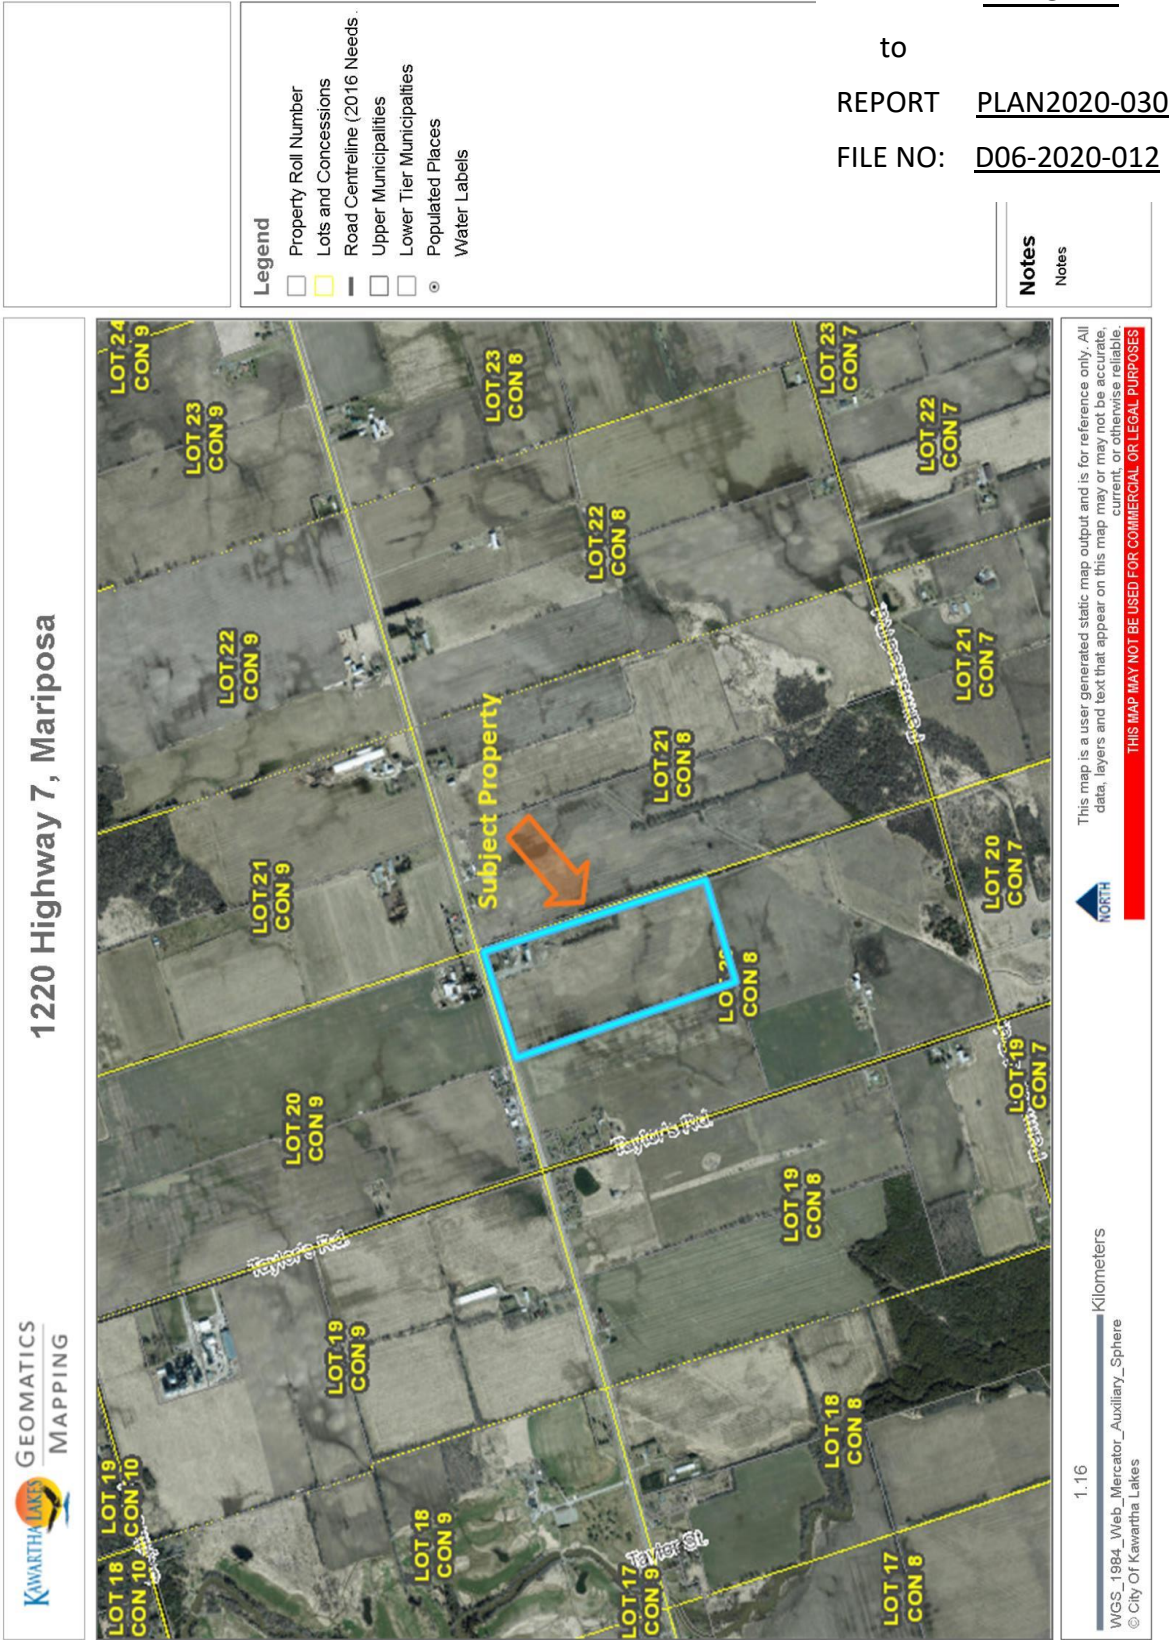 to
REPORT PLAN2020-030
FILE NO: D06-2020-012
KAWARTHA LAKES
GEOMATICS
MAPPING
1220 Highway 7, Mariposa
Legend
Property Roll Number
Lots and Concessions
Road Centreline (2016 Needs
Upper Municipalities
Lower Tier Municipalties
Populated Places
Water Labels
Notes
Notes
LOT 18
CON 10
LOT 19
CON 10
LOT 24
CON 9
LOT 23
CON 9
LOT 22
CON 9
LOT 21
CON 9
LOT 20
CON 9
LOT 19
CON 9
LOT 18
CON 9
LOT 17
CON 9
Taylor's Rd
Taylor St
Subject Property
LOT 23
CON 8
LOT 22
CON 8
LOT 21
CON 8
CON 8
Taylor's Rd
LOT 19
CON 8
LOT 18
CON 8
LOT 17
CON 8
LOT 23
CON 7
LOT 22
CON 7
LOT 21
CON 7
LOT 20
CON 7
LOT 19
CON 7
1.16
Kilometers
WGS_1984_Web_Mercator_Auxiliary_Sphere
© City Of Kawartha Lakes
NORTH
This map is a user generated static map output and is for reference only. All
data, layers and text that appear on this map may or may not be accurate,
current, or otherwise reliable.
THIS MAP MAY NOT BE USED FOR COMMERCIAL OR LEGAL PURPOSES